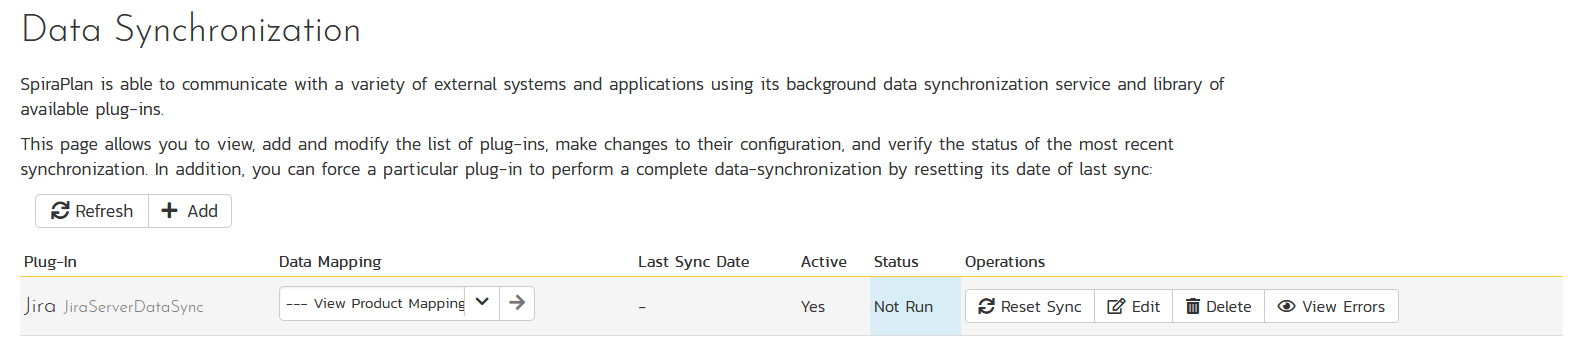 Data Synchronization
SpiraPlan is able to communicate with a variety of external systems and applications using its background data synchronization service and library of
available plug-ins.
This page allows you to view, add and modify the list of plug-ins, make changes to their configuration, and verify the status of the most recent
synchronization. In addition, you can force a particular plug-in to perform a complete data-synchronization by resetting its date of last sync:
Refresh Add
Plug-In Data Mapping Last Sync Date Active Status Operations
Jira JiraServerDataSync --- View Product Mapping - Yes Not Run Reset Sync Edit Delete View Errors